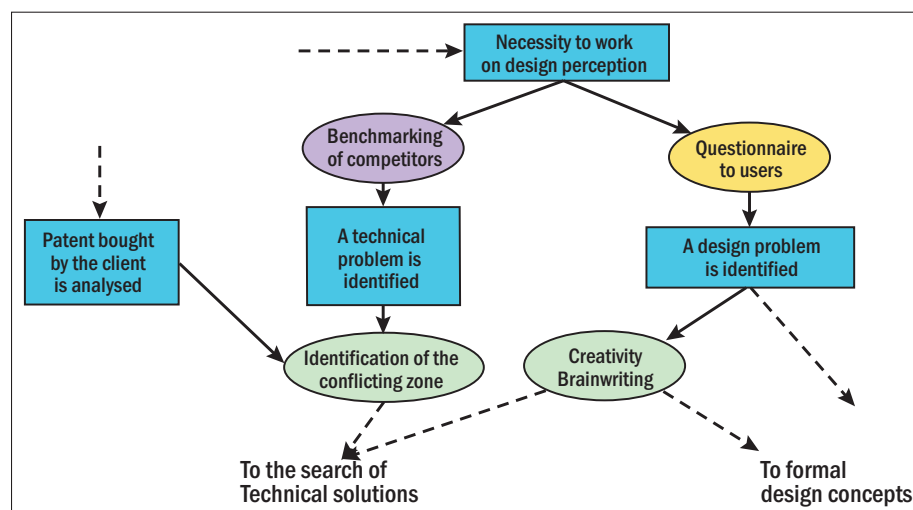 Necessity to work
on design perception
Benchmarking
of competitors
Questionnaire
to users
Patent bought
by the client
is analysed
A technical
problem is
identified
A design problem
is identified
Identification of the
conflicting zone
Creativity
Brainwriting
To the search of
Technical solutions
To formal
design concepts